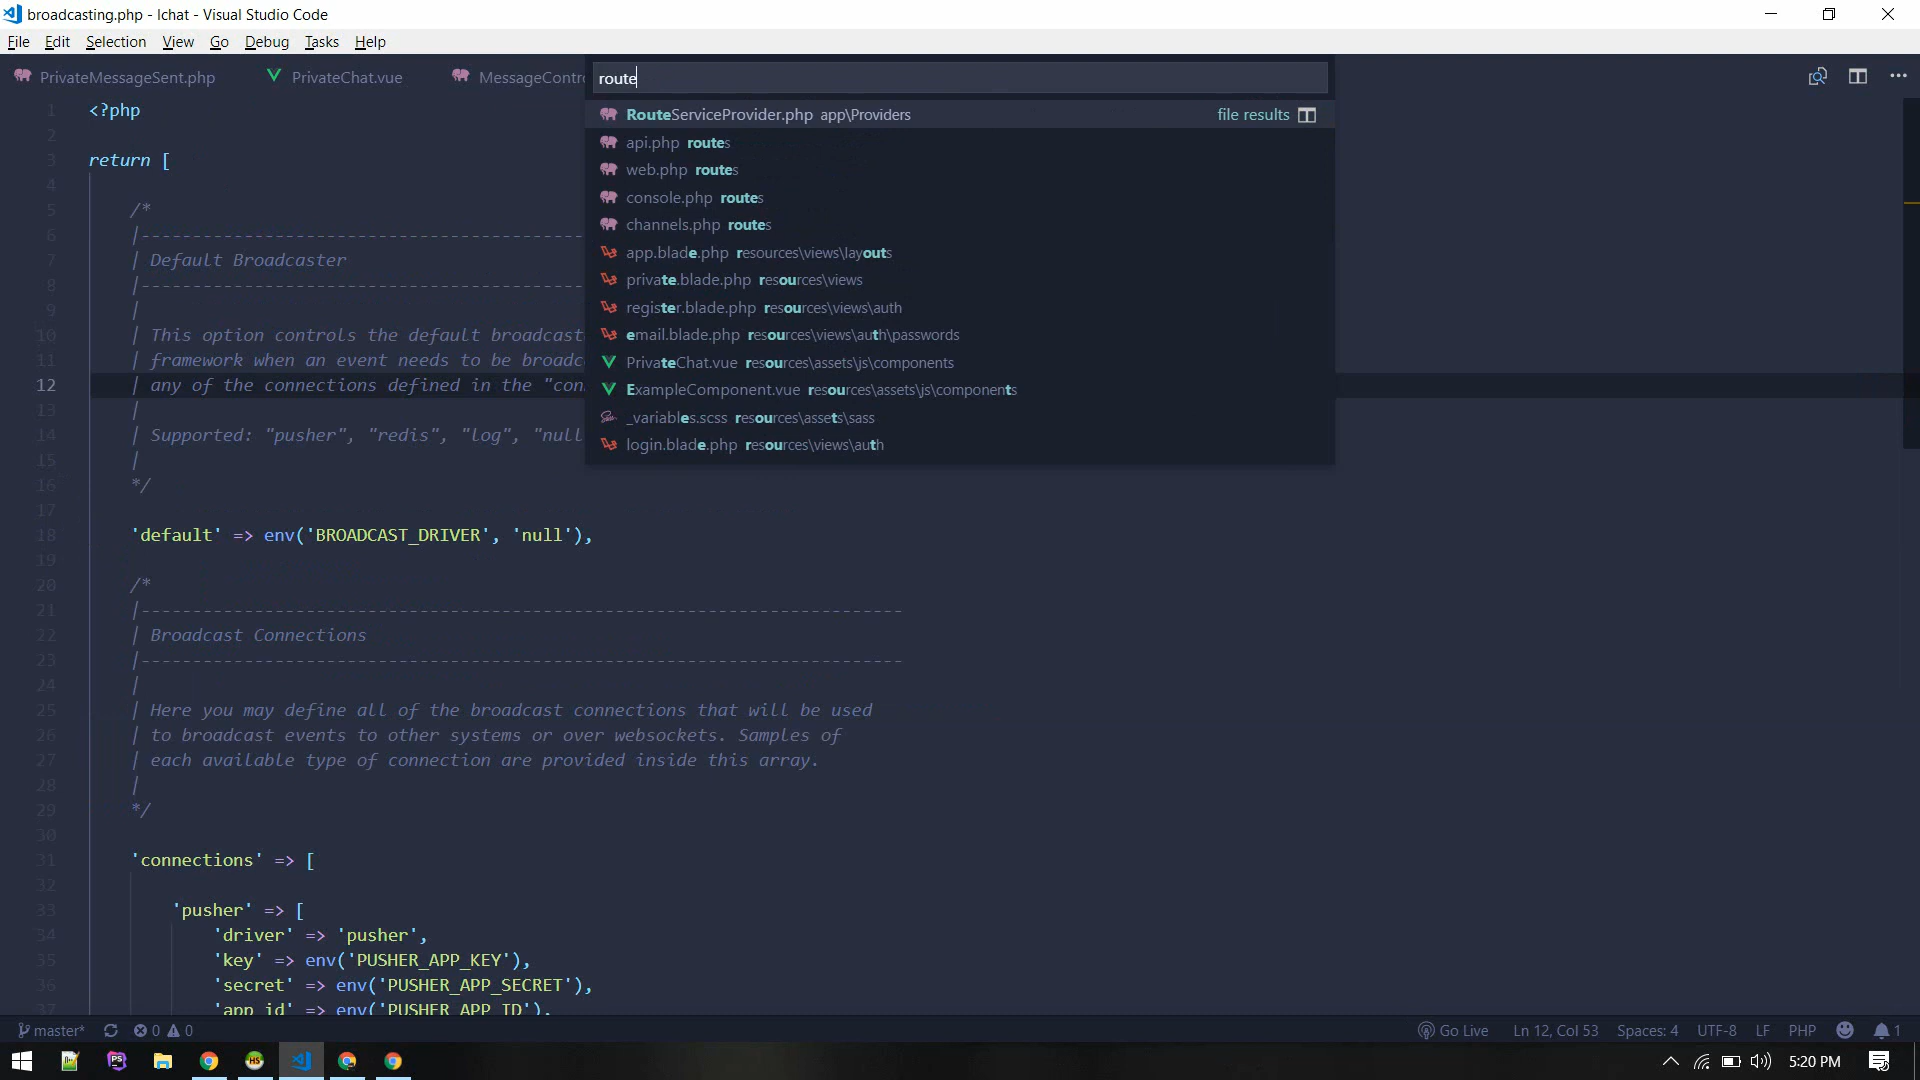 broadcasting.php - lchat - Visual Studio Code
File Edit Selection View Go Debug Tasks Help
PrivateMessageSent.php PrivateChat.vue MessageContro
route
RouteServiceProvider.php app\Providers file results
api.php routes
web.php routes
console.php routes
channels.php routes
app.blade.php resources\views\layouts
private.blade.php resources\views
register.blade.php resources\views\auth
email.blade.php resources\views\auth\passwords
PrivateChat.vue resources\assets\js\components
ExampleComponent.vue resources\assets\js\components
_variables.scss resources\assets\sass
login.blade.php resources\views\auth
1 <?php
2
3 return [
4
5 /*
6 |--------------------------------------------
7 | Default Broadcaster
8 |--------------------------------------------
9 |
10 | This option controls the default broadcast
11 | framework when an event needs to be broadc
12 | any of the connections defined in the "con
13 |
14 | Supported: "pusher", "redis", "log", "null
15 |
16 */
17
18 'default' => env('BROADCAST_DRIVER', 'null'),
19
20 /*
21 |--------------------------------------------------------------------------
22 | Broadcast Connections
23 |--------------------------------------------------------------------------
24 |
25 | Here you may define all of the broadcast connections that will be used
26 | to broadcast events to other systems or over websockets. Samples of
27 | each available type of connection are provided inside this array.
28 |
29 */
30
31 'connections' => [
32
33 'pusher' => [
34 'driver' => 'pusher',
35 'key' => env('PUSHER_APP_KEY'),
36 'secret' => env('PUSHER_APP_SECRET'),
37 'app_id' => env('PUSHER_APP_ID'),
master* 0 0 Go Live Ln 12, Col 53 Spaces: 4 UTF-8 LF PHP 1
5:20 PM